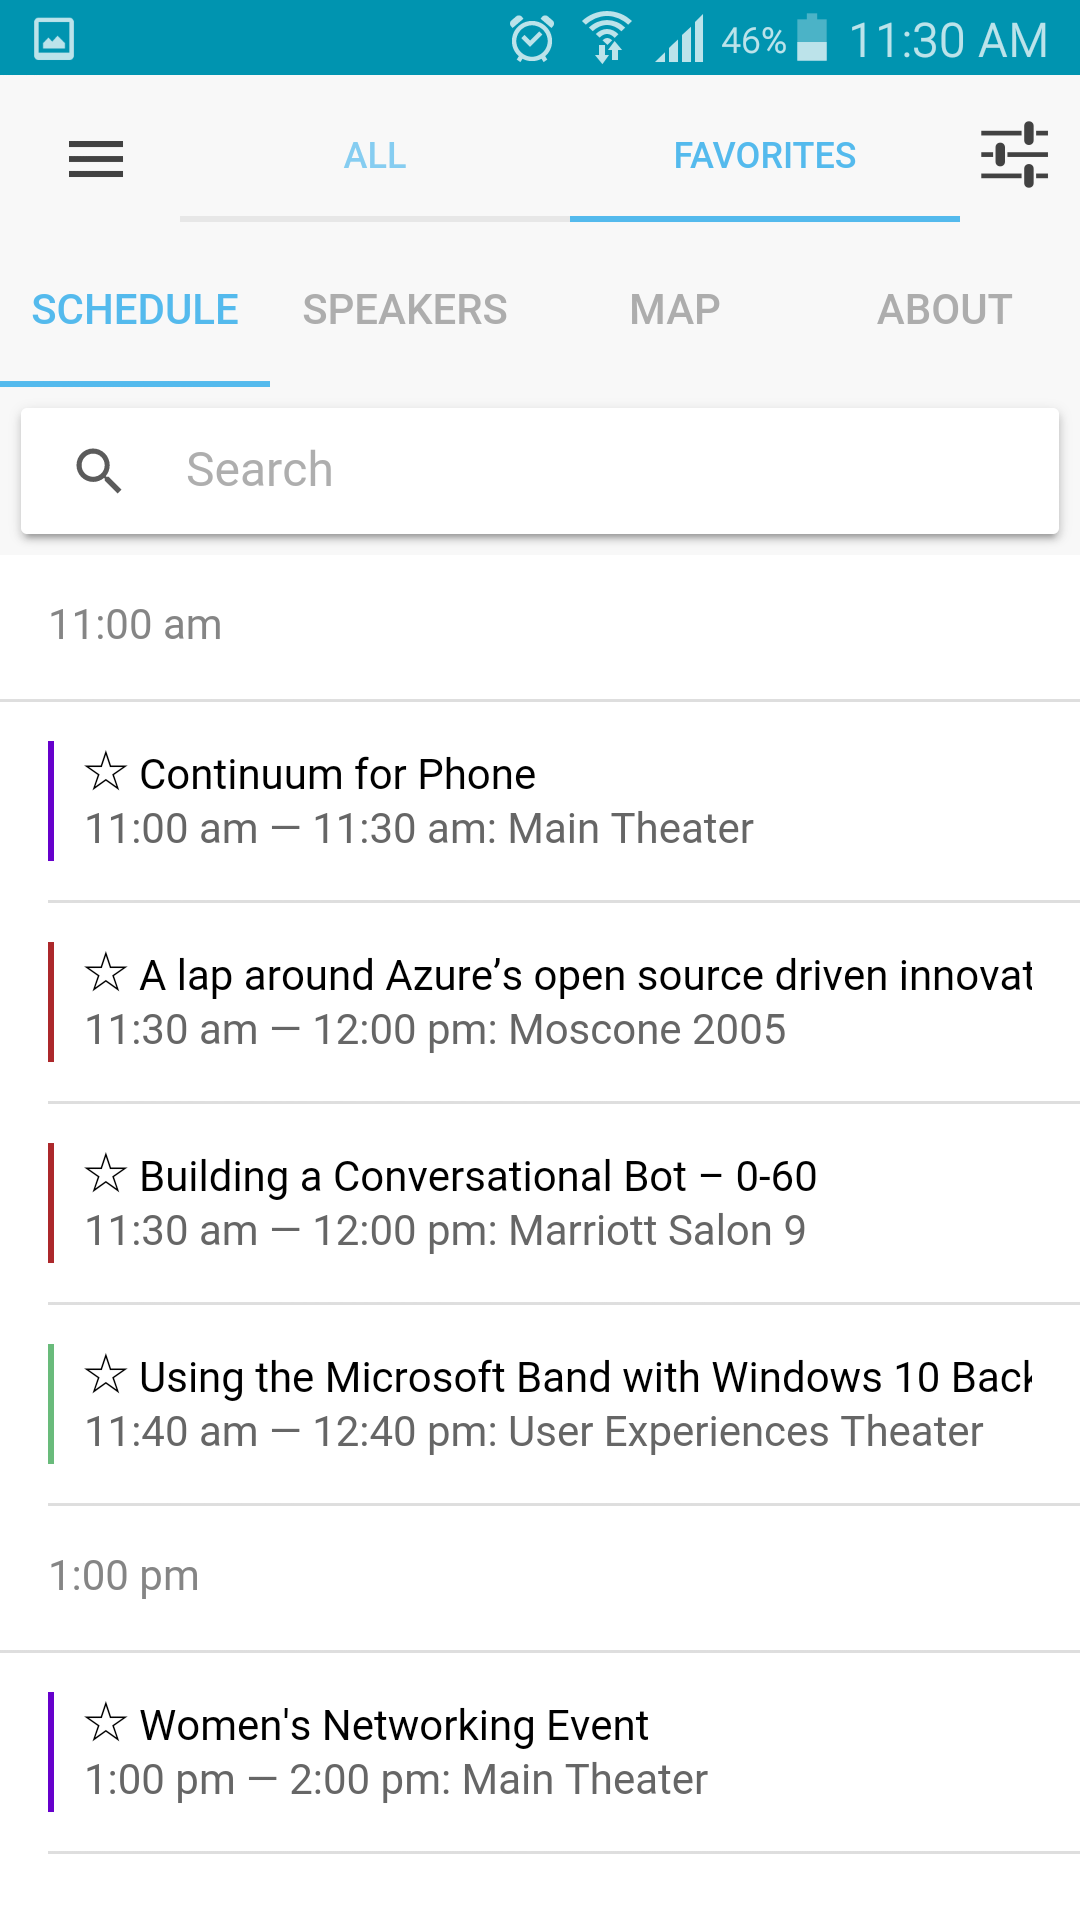 46% 11:30 AM
ALL FAVORITES
SCHEDULE SPEAKERS MAP ABOUT
Search
11:00 am
☆ Continuum for Phone
11:00 am — 11:30 am: Main Theater
☆ A lap around Azure’s open source driven innovat
11:30 am — 12:00 pm: Moscone 2005
☆ Building a Conversational Bot – 0-60
11:30 am — 12:00 pm: Marriott Salon 9
☆ Using the Microsoft Band with Windows 10 Back
11:40 am — 12:40 pm: User Experiences Theater
1:00 pm
☆ Women's Networking Event
1:00 pm — 2:00 pm: Main Theater